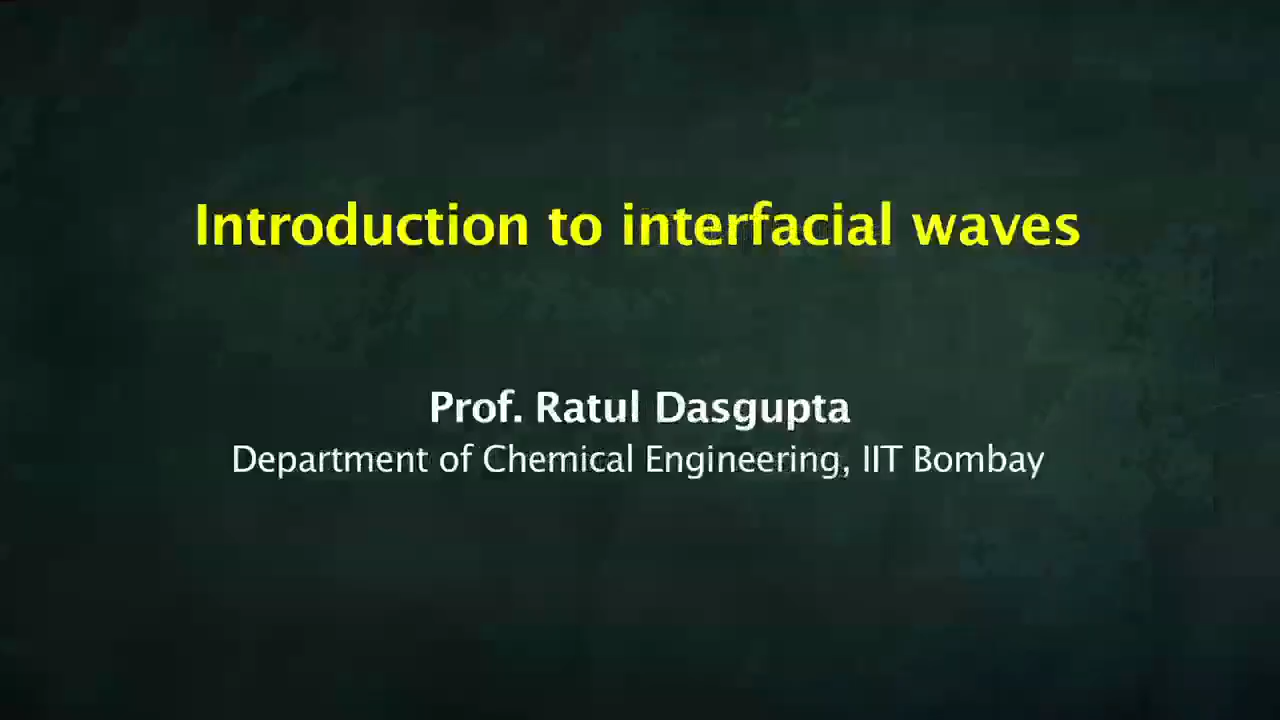 Introduction to interfacial waves
Prof. Ratul Dasgupta
Department of Chemical Engineering, IIT Bombay